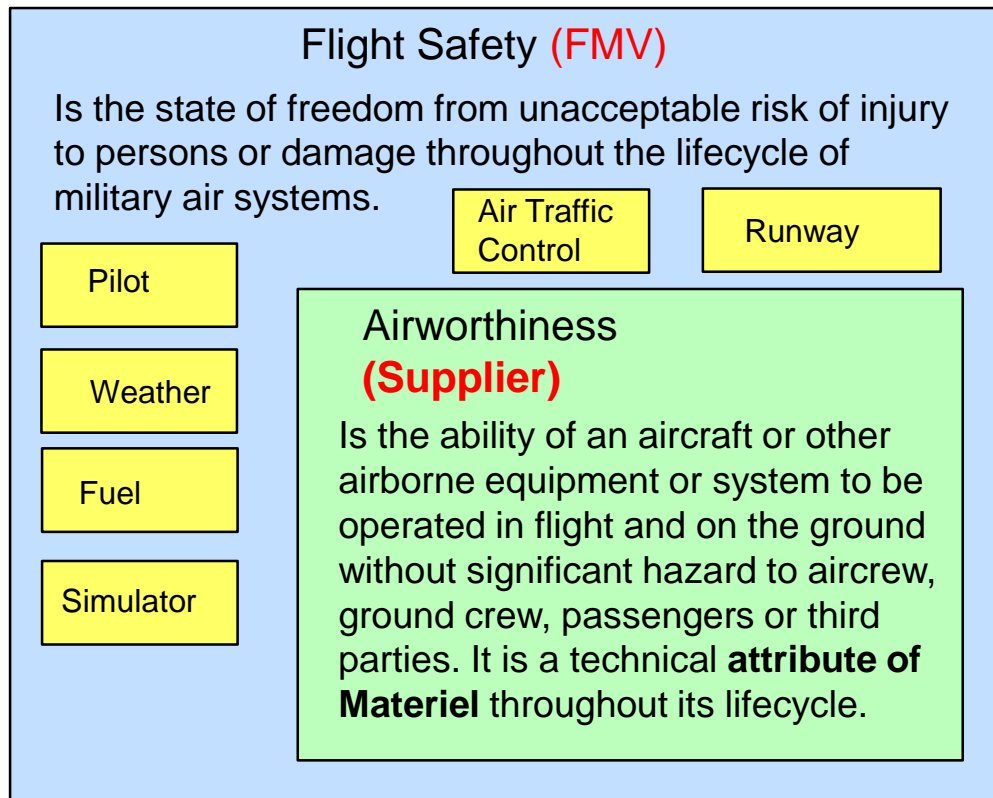 Flight Safety (FMV)
Is the state of freedom from unacceptable risk of injury
to persons or damage throughout the lifecycle of
military air systems.
Air Traffic
Control
Runway
Pilot
Weather
Fuel
Simulator
Airworthiness
(Supplier)
Is the ability of an aircraft or other
airborne equipment or system to be
operated in flight and on the ground
without significant hazard to aircrew,
ground crew, passengers or third
parties. It is a technical attribute of
Materiel throughout its lifecycle.